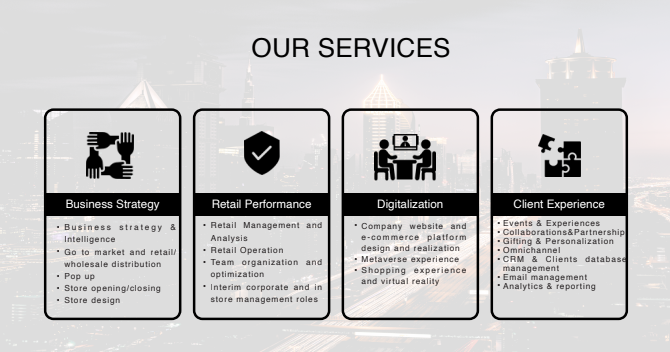 OUR SERVICES
Business Strategy
• Business strategy &
Intelligence
• Go to market and retail/
wholesale distribution
• Pop up
• Store opening/closing
• Store design
Retail Performance
• Retail Management and
Analysis
• Retail Operation
• Team organization and
optimization
• Interim corporate and in
store management roles
Digitalization
• Company website and
e-commerce platform
design and realization
• Metaverse experience
• Shopping experience
and virtual reality
Client Experience
• Events & Experiences
• Collaborations&Partnership
• Gifting & Personalization
• Omnichannel
• CRM & Clients database
management
• Email management
• Analytics & reporting